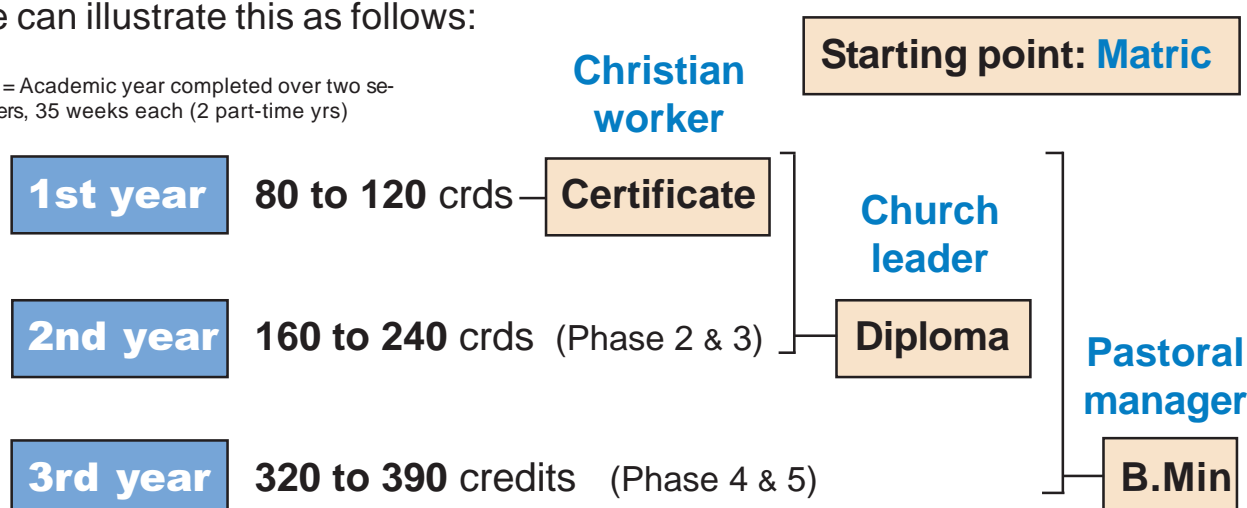 e can illustrate this as follows:
Starting point: Matric
= Academic year completed over two se-
ers, 35 weeks each (2 part-time yrs)
Christian
worker
1st year 80 to 120 crds Certificate
Church
leader
2nd year 160 to 240 crds (Phase 2 & 3) Diploma
Pastoral
manager
3rd year 320 to 390 credits (Phase 4 & 5) B.Min